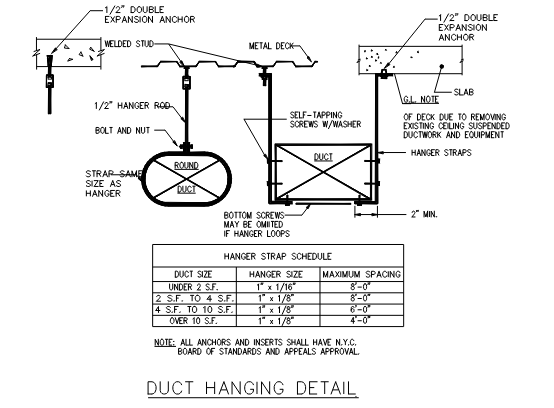 1/2" DOUBLE
EXPANSION ANCHOR
1/2" DOUBLE
EXPANSION
ANCHOR
WELDED STUD
METAL DECK
SLAB
G.L. NOTE
1/2" HANGER ROD
SELF-TAPPING
SCREWS W/WASHER
OF DECK DUE TO REMOVING
EXISTING CEILING SUSPENDED
DUCTWORK AND EQUIPMENT
BOLT AND NUT
HANGER STRAPS
ROUND
DUCT
DUCT
STRAP SAME
SIZE AS
HANGER
BOTTOM SCREWS
MAY BE OMIITED
IF HANGER LOOPS
2" MIN.
HANGER STRAP SCHEDULE
DUCT SIZE HANGER SIZE MAXIMUM SPACING
UNDER 2 S.F. 1" x 1/16" 8'-0"
2 S.F. TO 4 S.F. 1" x 1/8" 8'-0"
4 S.F. TO 10 S.F. 1" x 1/8" 6'-0"
OVER 10 S.F. 1" x 1/8" 4'-0"
NOTE: ALL ANCHORS AND INSERTS SHALL HAVE N.Y.C.
BOARD OF STANDARDS AND APPEALS APPROVAL.
DUCT HANGING DETAIL